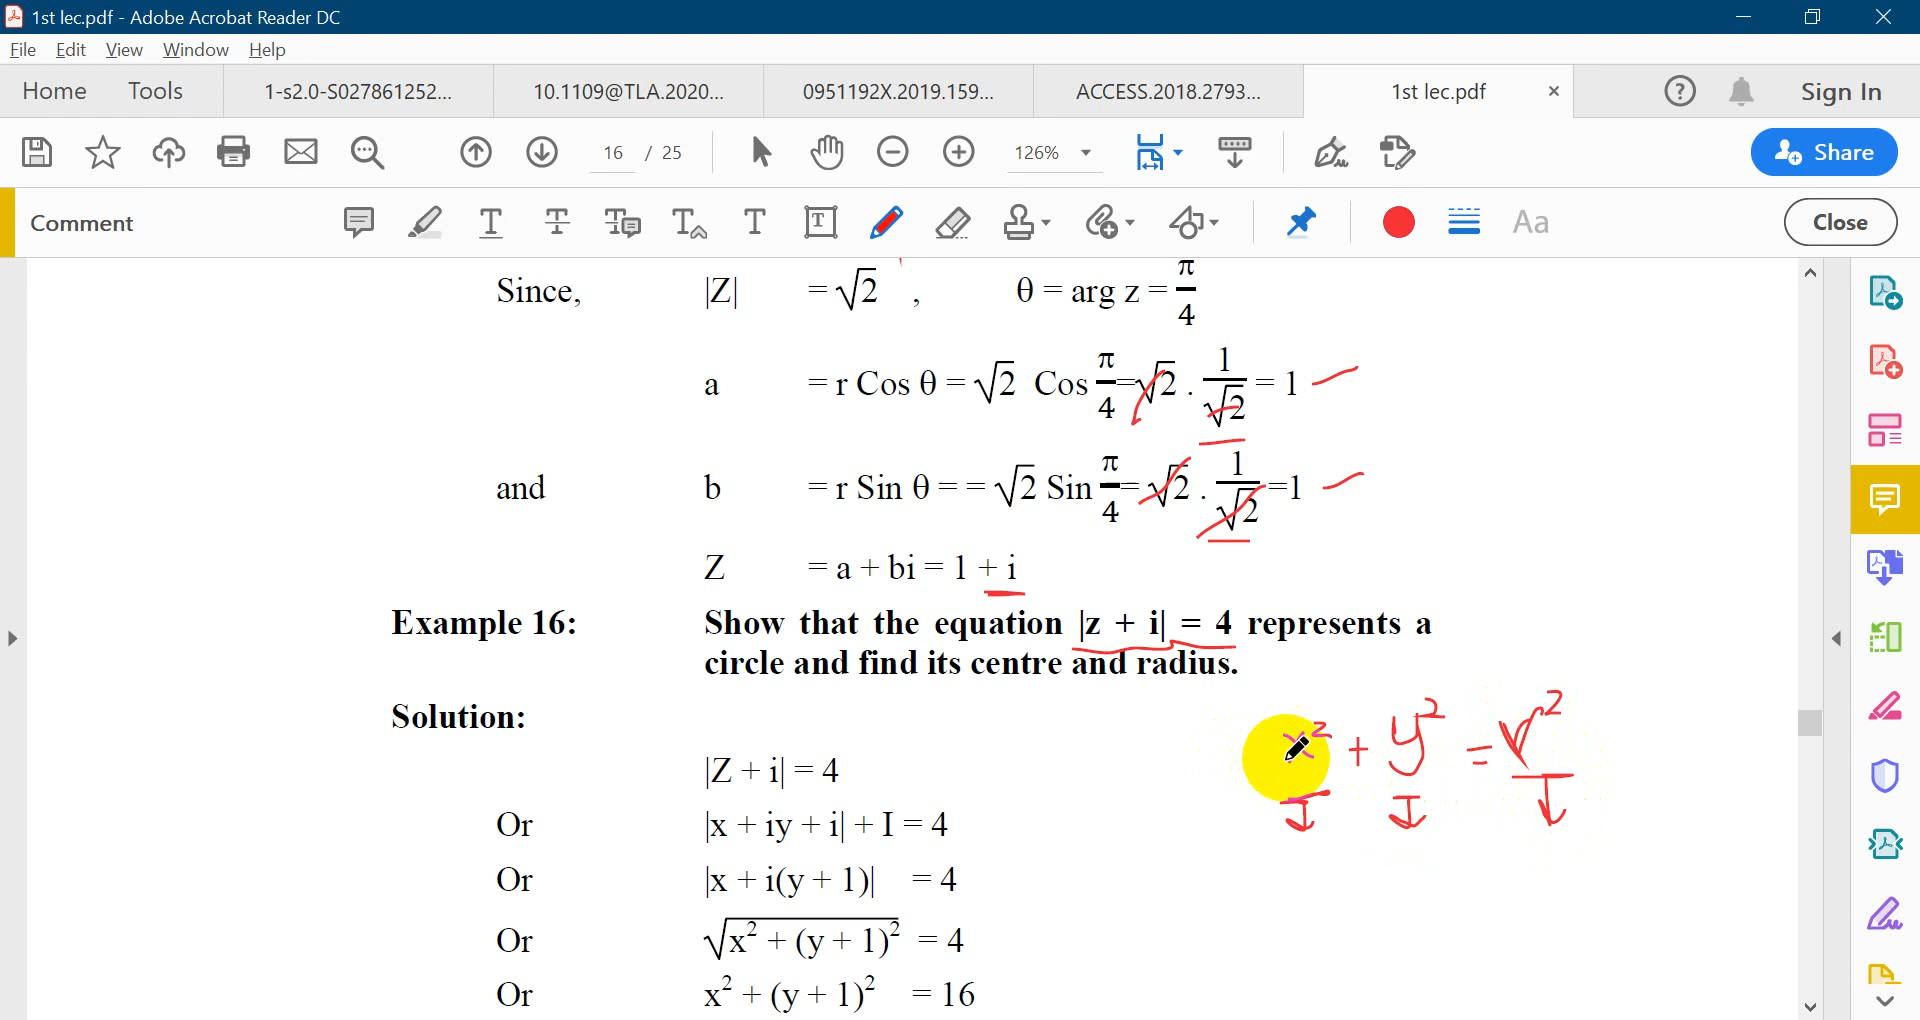 1st lec.pdf - Adobe Acrobat Reader DC
File Edit View Window Help
Home Tools 1-s2.0-S027861252... 10.1109@TLA.2020... 0951192X.2019.159... ACCESS.2018.2793... 1st lec.pdf × Sign In
16 / 25 126% Share
Comment Aa Close
Since, |Z| = √2 , θ = arg z = π/4
a = r Cos θ = √2 Cos π/4 = √2 . 1/√2 = 1
and b = r Sin θ = = √2 Sin π/4 = √2 . 1/√2 =1
Z = a + bi = 1 + i
Example 16: Show that the equation |z + i| = 4 represents a
circle and find its centre and radius.
Solution:
x² + y² = r²
|Z + i| = 4
Or |x + iy + i| + I = 4
Or |x + i(y + 1)| = 4
Or √x² + (y + 1)² = 4
Or x² + (y + 1)² = 16